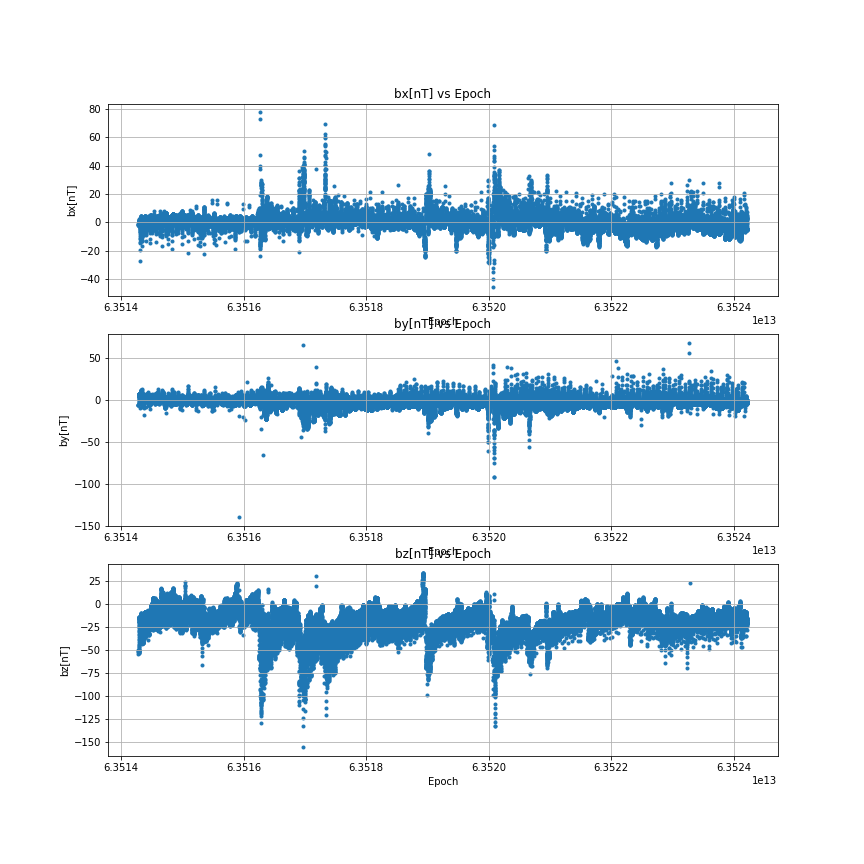 bx[nT] vs Epoch
80
60
40
20
0
−20
−40
bx[nT]
6.3514 6.3516 6.3518 6.3520 6.3522 6.3524
1e13
Epoch
by[nT] vs Epoch
50
0
−50
−100
−150
by[nT]
6.3514 6.3516 6.3518 6.3520 6.3522 6.3524
1e13
Epoch
bz[nT] vs Epoch
25
0
−25
−50
−75
−100
−125
−150
bz[nT]
6.3514 6.3516 6.3518 6.3520 6.3522 6.3524
1e13
Epoch